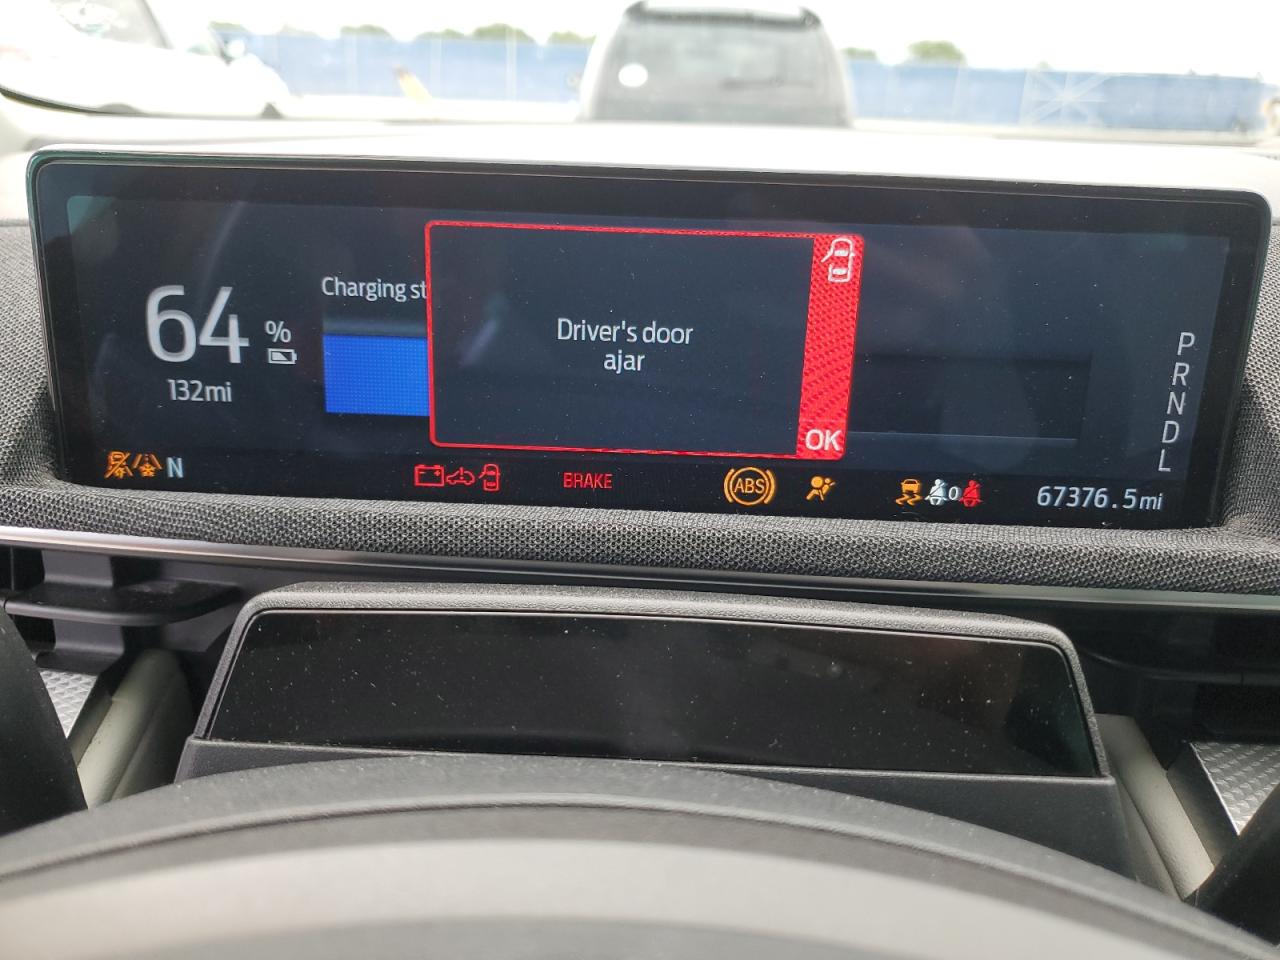 64 %
132mi
Charging st
Driver's door
ajar
OK
P
R
N
D
L
N
BRAKE
ABS
0
67376.5mi